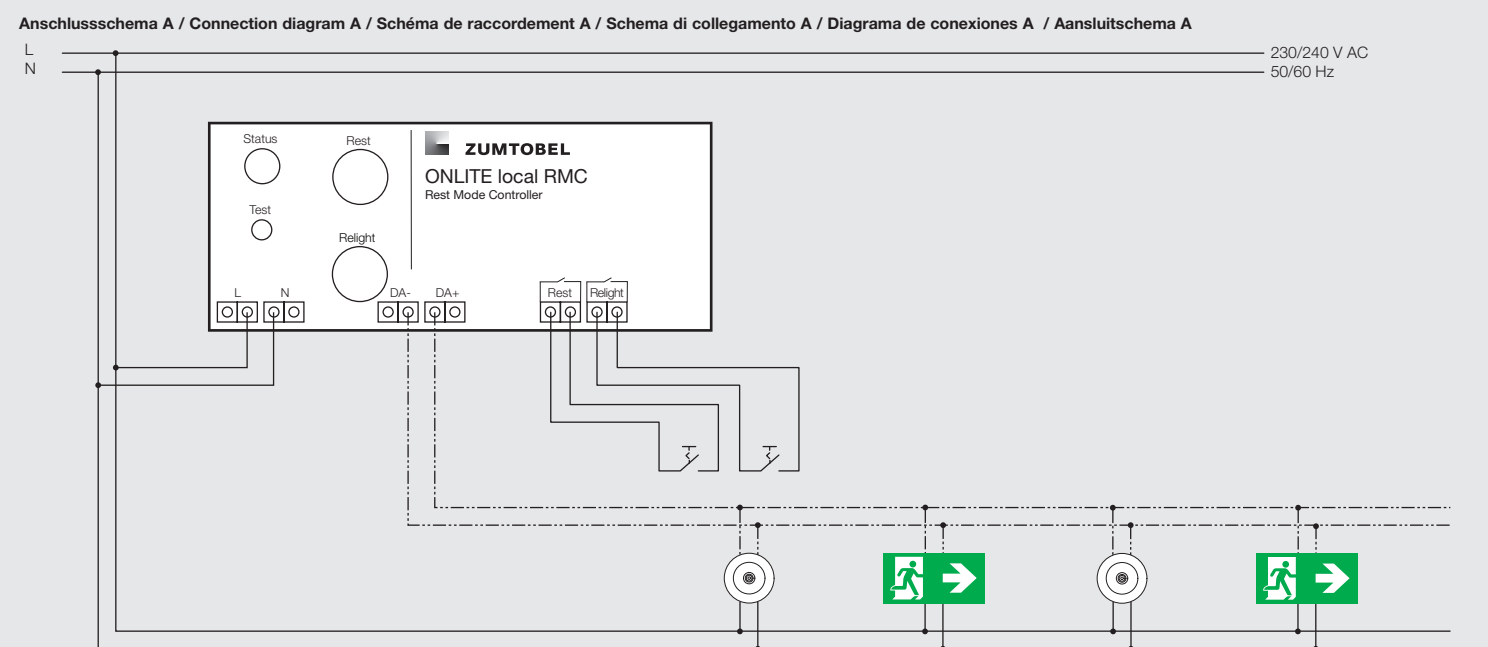 Anschlussschema A / Connection diagram A / Schéma de raccordement A / Schema di collegamento A / Diagrama de conexiones A / Aansluitschema A
L
230/240 V AC
N
50/60 Hz
Status
Rest
ZUMTOBEL
ONLITE local RMC
Rest Mode Controller
Test
Relight
L
N
DA-
DA+
Rest
Relight